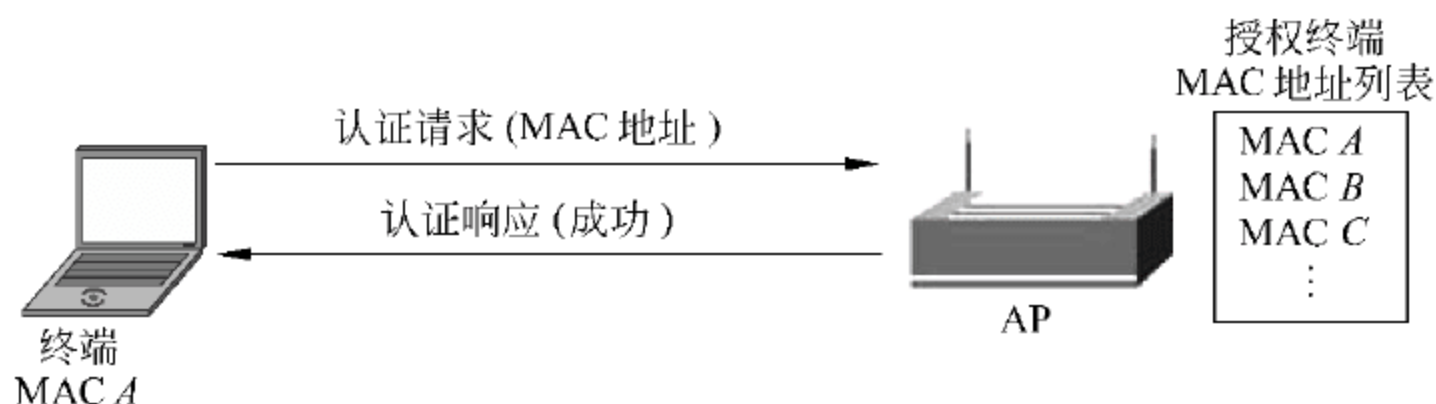 授权终端
MAC 地址列表
认证请求 (MAC 地址 )
认证响应 (成功 )
MAC A
MAC B
MAC C
⋮
AP
终端
MAC A